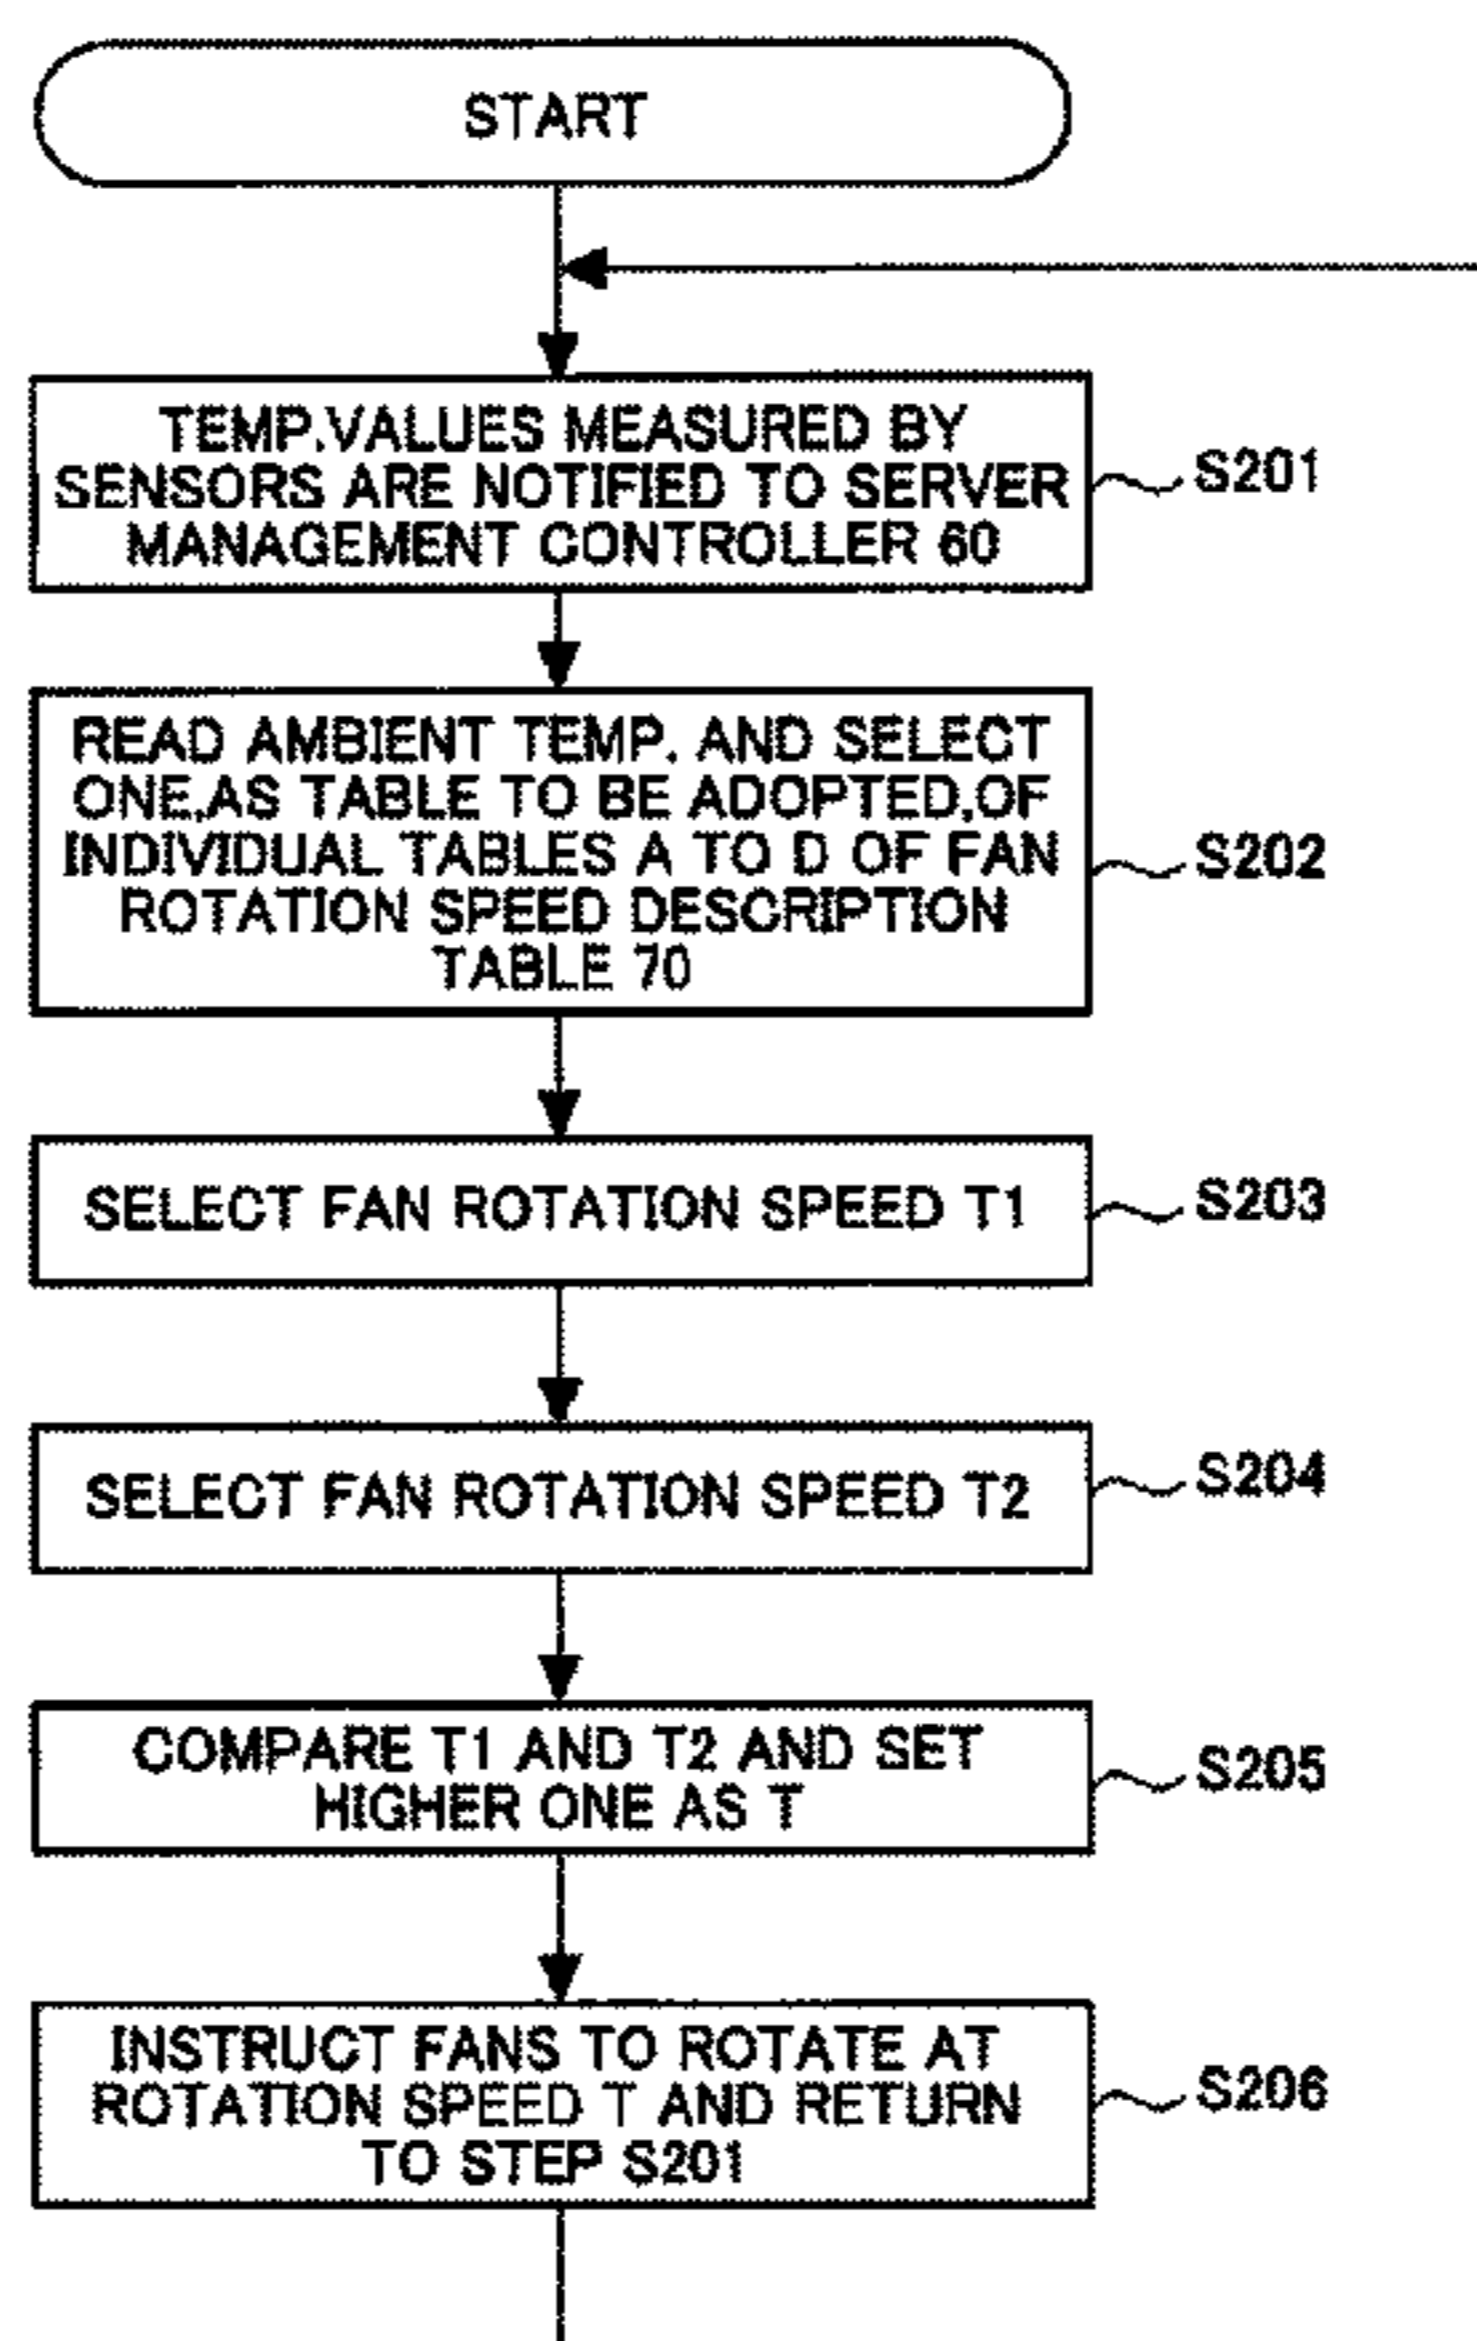 START
TEMP.VALUES MEASURED BY
SENSORS ARE NOTIFIED TO SERVER
MANAGEMENT CONTROLLER 60
S201
READ AMBIENT TEMP. AND SELECT
ONE,AS TABLE TO BE ADOPTED,OF
INDIVIDUAL TABLES A TO D OF FAN
ROTATION SPEED DESCRIPTION
TABLE 70
S202
SELECT FAN ROTATION SPEED T1
S203
SELECT FAN ROTATION SPEED T2
S204
COMPARE T1 AND T2 AND SET
HIGHER ONE AS T
S205
INSTRUCT FANS TO ROTATE AT
ROTATION SPEED T AND RETURN
TO STEP S201
S206